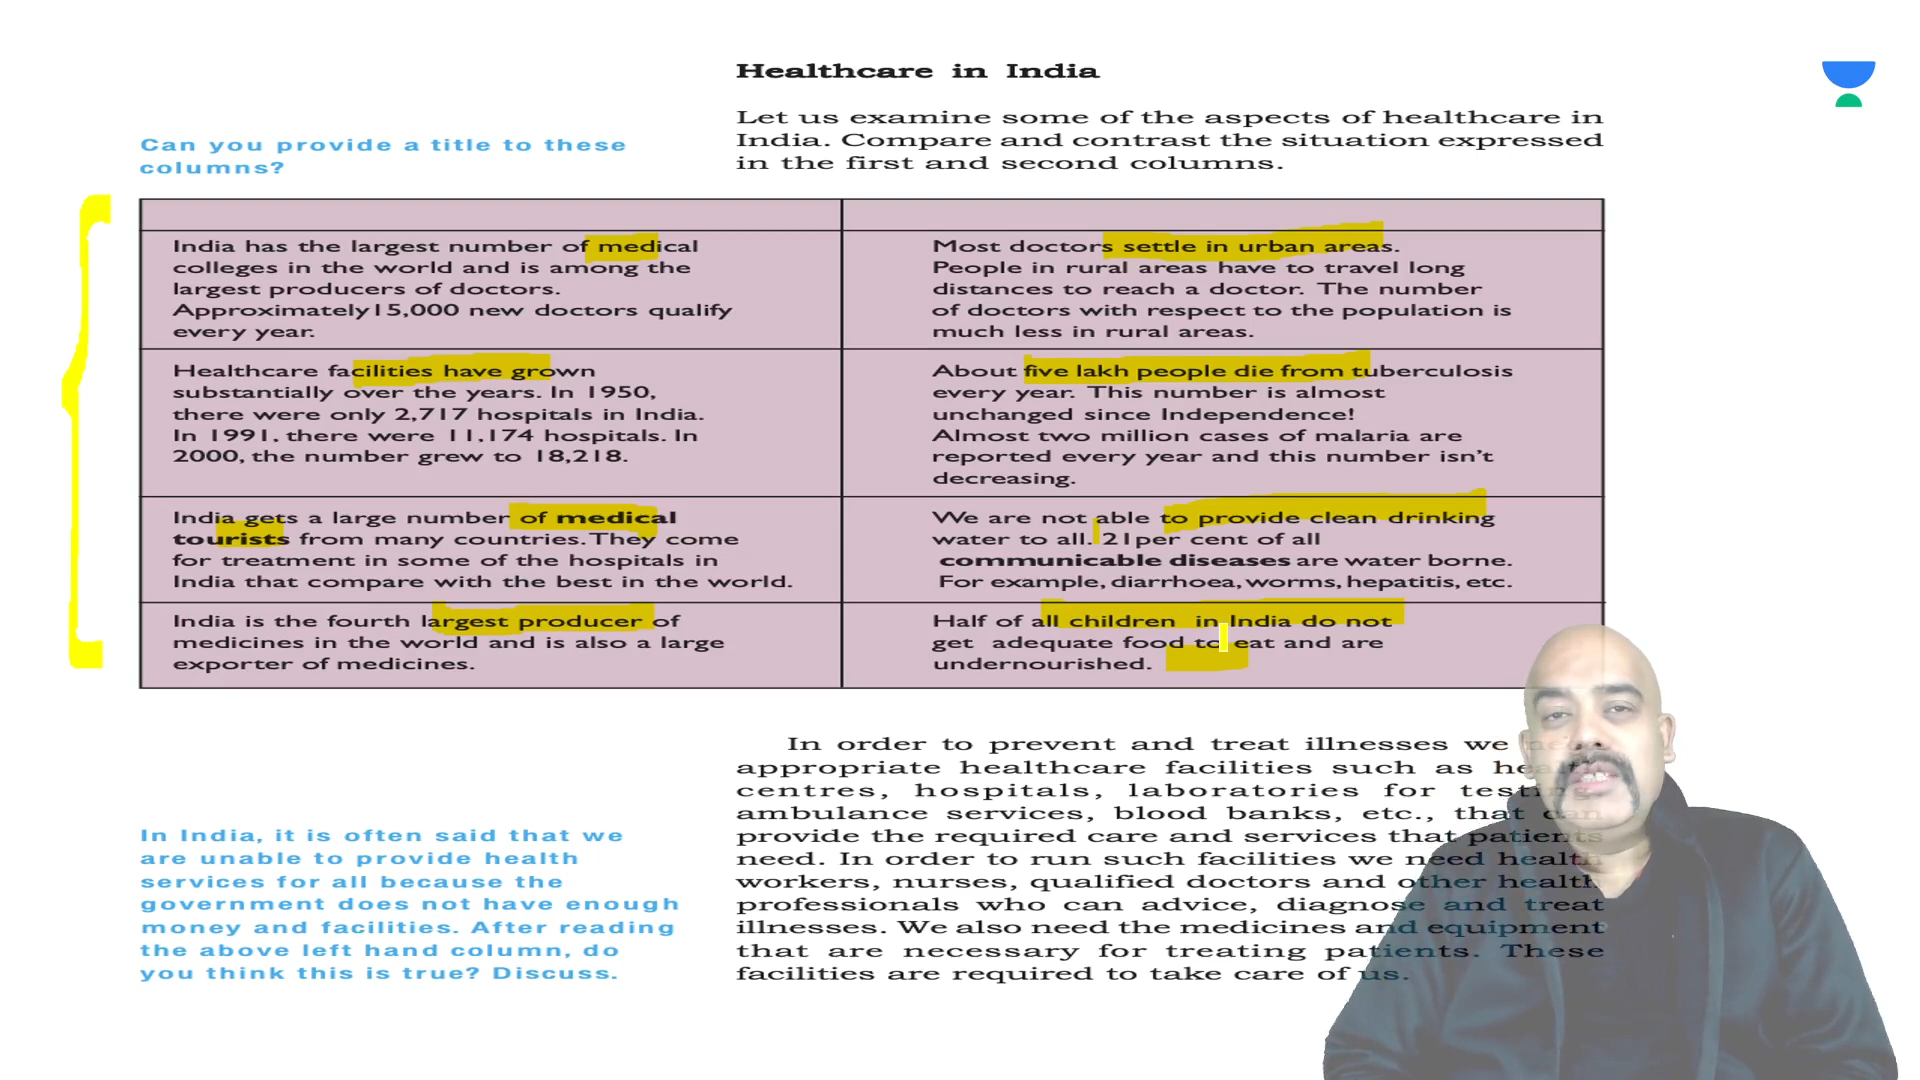 Healthcare in India
Let us examine some of the aspects of healthcare in
India. Compare and contrast the situation expressed
in the first and second columns.
Can you provide a title to these
columns?
India has the largest number of medical
colleges in the world and is among the
largest producers of doctors.
Approximately15,000 new doctors qualify
every year.
Most doctors settle in urban areas.
People in rural areas have to travel long
distances to reach a doctor. The number
of doctors with respect to the population is
much less in rural areas.
Healthcare facilities have grown
substantially over the years. In 1950,
there were only 2,717 hospitals in India.
In 1991, there were 11,174 hospitals. In
2000, the number grew to 18,218.
About five lakh people die from tuberculosis
every year. This number is almost
unchanged since Independence!
Almost two million cases of malaria are
reported every year and this number isn't
decreasing.
India gets a large number of medical
tourists from many countries. They come
for treatment in some of the hospitals in
India that compare with the best in the world.
We are not able to provide clean drinking
water to all. 21per cent of all
communicable diseases are water borne.
For example, diarrhoea, worms, hepatitis, etc.
India is the fourth largest producer of
medicines in the world and is also a large
exporter of medicines.
Half of all children in India do not
get adequate food to eat and are
undernourished.
In order to prevent and treat illnesses we
appropriate healthcare facilities such as health
centres, hospitals, laboratories for testing,
ambulance services, blood banks, etc., that can
provide the required care and services that patients
need. In order to run such facilities we need health
workers, nurses, qualified doctors and other health
professionals who can advice, diagnose and treat
illnesses. We also need the medicines and equipment
that are necessary for treating patients. These
facilities are required to take care of us.
In India, it is often said that we
are unable to provide health
services for all because the
government does not have enough
money and facilities. After reading
the above left hand column, do
you think this is true? Discuss.